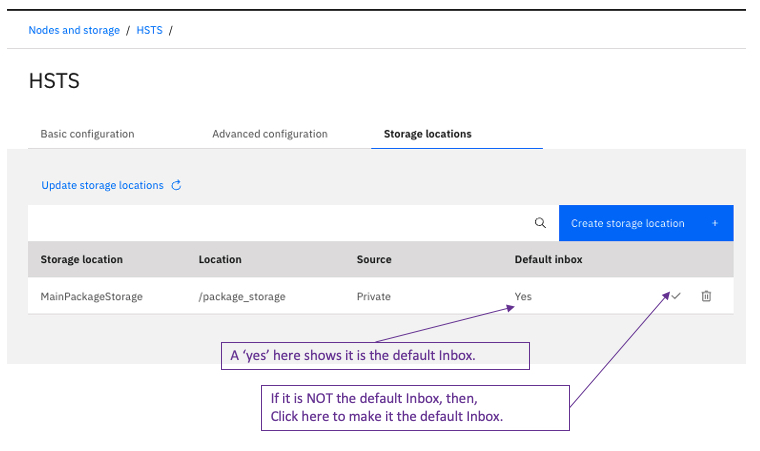 Nodes and storage / HSTS /
HSTS
Basic configuration Advanced configuration Storage locations
Update storage locations
Create storage location +
Storage location Location Source Default inbox
MainPackageStorage /package_storage Private Yes
A ‘yes’ here shows it is the default Inbox.
If it is NOT the default Inbox, then,
Click here to make it the default Inbox.